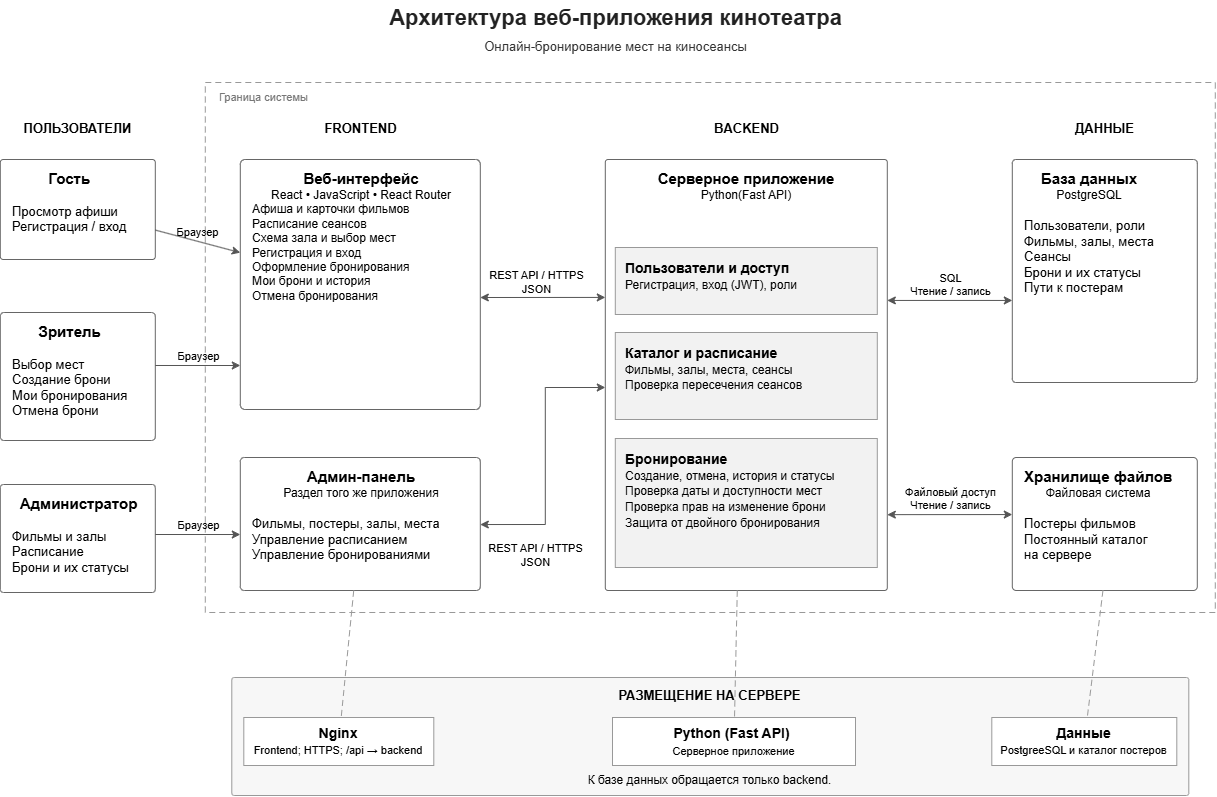 Архитектура веб-приложения кинотеатра
Онлайн-бронирование мест на киносеансы
Граница системы
ПОЛЬЗОВАТЕЛИ
FRONTEND
BACKEND
ДАННЫЕ
Гость
Просмотр афиши
Регистрация / вход
Браузер
Зритель
Выбор мест
Создание брони
Мои бронирования
Отмена брони
Браузер
Администратор
Фильмы и залы
Расписание
Брони и их статусы
Браузер
Веб-интерфейс
React • JavaScript • React Router
Афиша и карточки фильмов
Расписание сеансов
Схема зала и выбор мест
Регистрация и вход
Оформление бронирования
Мои брони и история
Отмена бронирования
Админ-панель
Раздел того же приложения
Фильмы, постеры, залы, места
Управление расписанием
Управление бронированиями
REST API / HTTPS
JSON
REST API / HTTPS
JSON
Серверное приложение
Python(Fast API)
Пользователи и доступ
Регистрация, вход (JWT), роли
Каталог и расписание
Фильмы, залы, места, сеансы
Проверка пересечения сеансов
Бронирование
Создание, отмена, история и статусы
Проверка даты и доступности мест
Проверка прав на изменение брони
Защита от двойного бронирования
SQL
Чтение / запись
Файловый доступ
Чтение / запись
База данных
PostgreSQL
Пользователи, роли
Фильмы, залы, места
Сеансы
Брони и их статусы
Пути к постерам
Хранилище файлов
Файловая система
Постеры фильмов
Постоянный каталог
на сервере
РАЗМЕЩЕНИЕ НА СЕРВЕРЕ
Nginx
Frontend; HTTPS; /api → backend
Python (Fast API)
Серверное приложение
Данные
PostgreeSQL и каталог постеров
К базе данных обращается только backend.